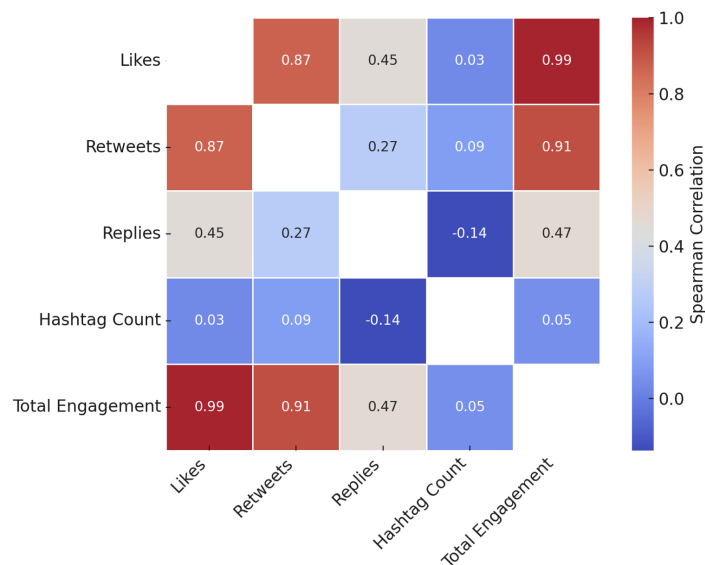 Likes 0.87 0.45 0.03 0.99
Retweets 0.87 0.27 0.09 0.91
Replies 0.45 0.27 -0.14 0.47
Hashtag Count 0.03 0.09 -0.14 0.05
Total Engagement 0.99 0.91 0.47 0.05
Likes
Retweets
Replies
Hashtag Count
Total Engagement
1.0
0.8
0.6
0.4
0.2
0.0
Spearman Correlation